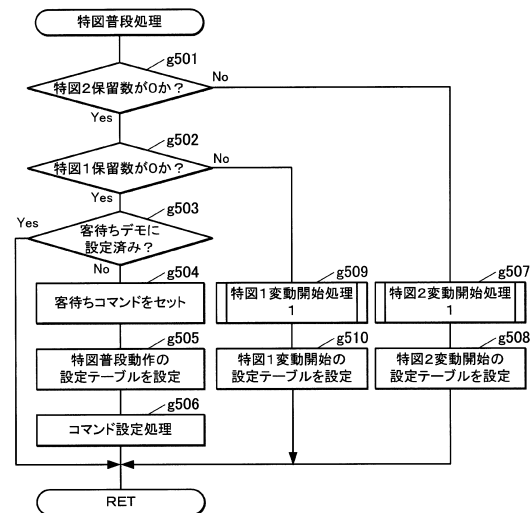 特図普段処理
g501
特図2保留数が0か?
No
Yes
g502
特図1保留数が0か?
No
Yes
g503
Yes
客待ちデモに
設定済み?
No
g504
客待ちコマンドをセット
g509
特図1変動開始処理
1
g507
特図2変動開始処理
1
g505
特図普段動作の
設定テーブルを設定
g510
特図1変動開始の
設定テーブルを設定
g508
特図2変動開始の
設定テーブルを設定
g506
コマンド設定処理
RET